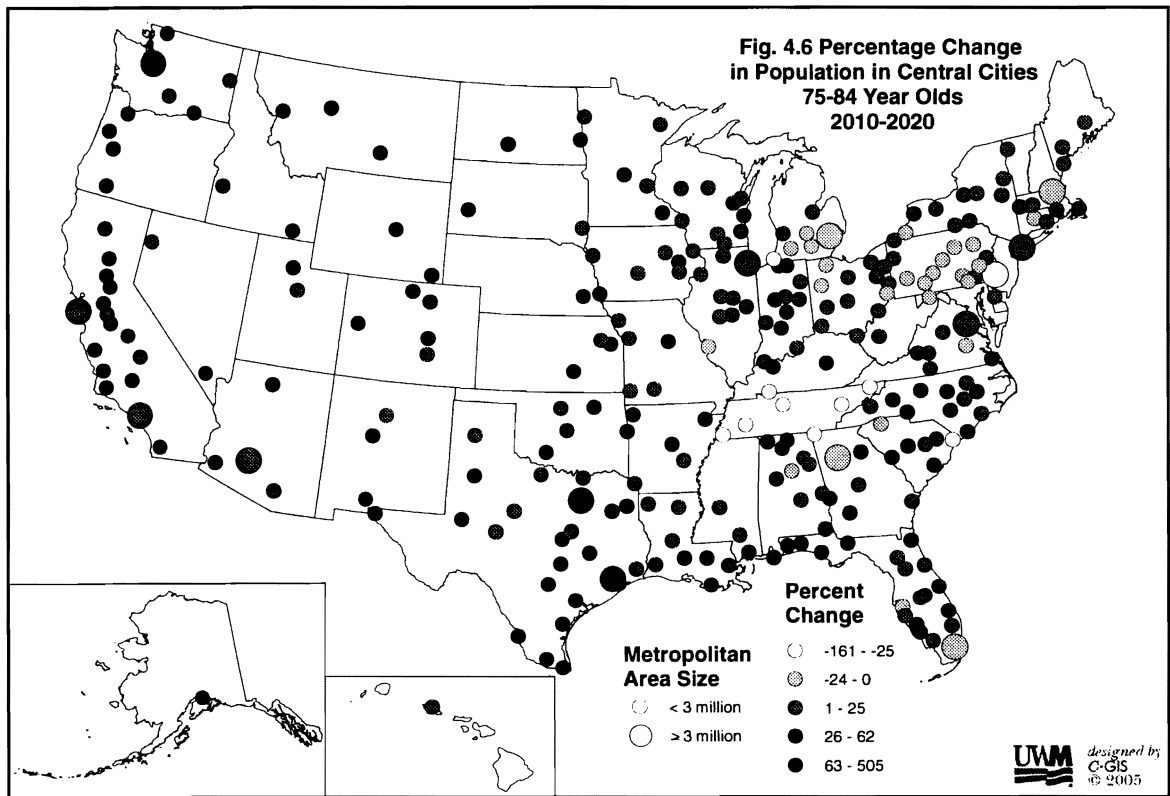 Fig. 4.6 Percentage Change
in Population in Central Cities
75-84 Year Olds
2010-2020
Percent
Change
-161 - -25
-24 - 0
1 - 25
26 - 62
63 - 505
Metropolitan
Area Size
< 3 million
≥ 3 million
UWM
designed by
C-GIS
© 2005